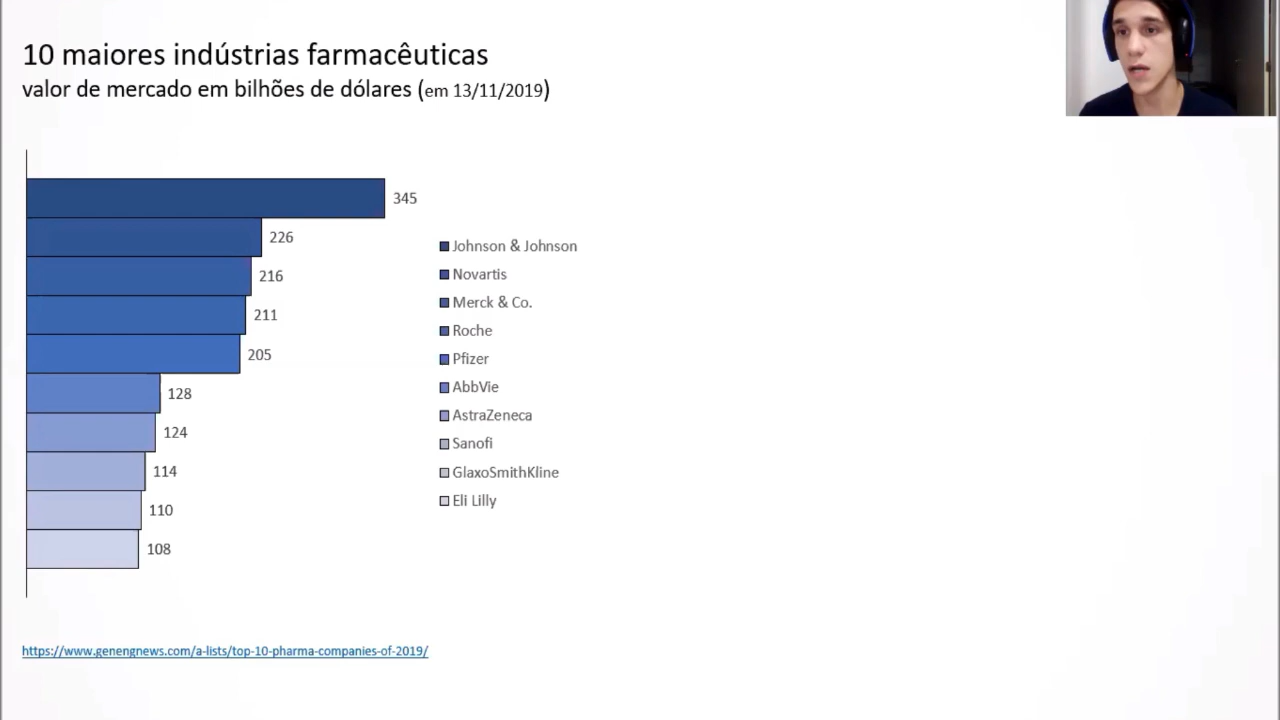 10 maiores indústrias farmacêuticas
valor de mercado em bilhões de dólares (em 13/11/2019)
345
226
216
211
205
128
124
114
110
108
Johnson & Johnson
Novartis
Merck & Co.
Roche
Pfizer
AbbVie
AstraZeneca
Sanofi
GlaxoSmithKline
Eli Lilly
https://www.genengnews.com/a-lists/top-10-pharma-companies-of-2019/